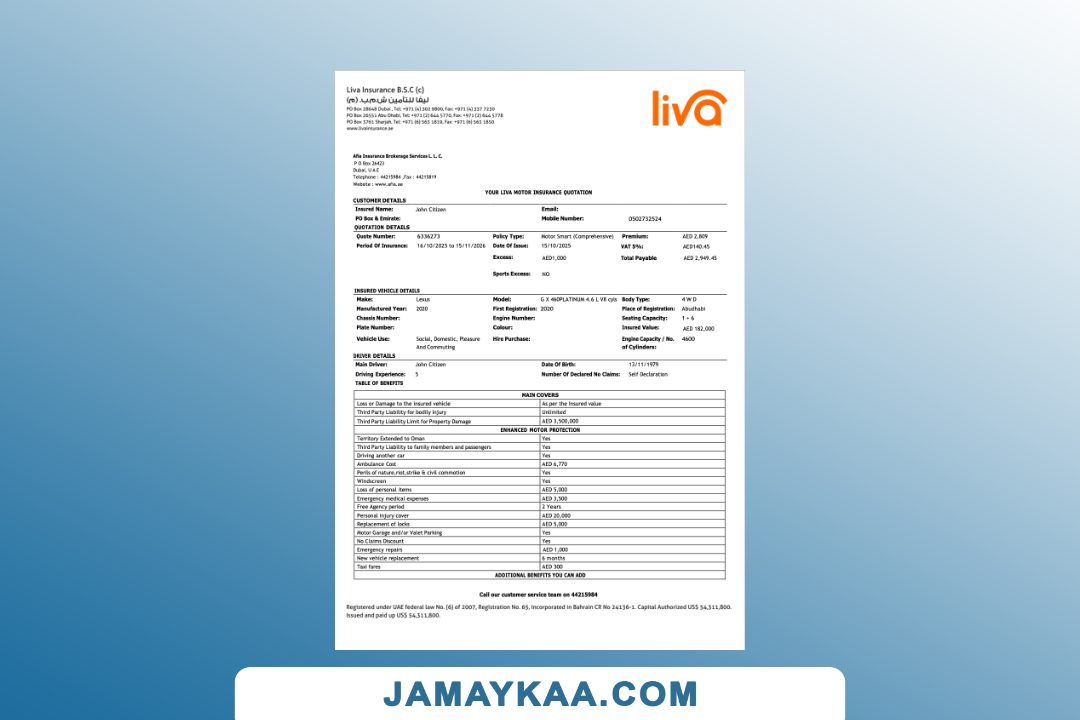 Liva Insurance B.S.C (c)
ليفا للتأمين ش.م.ب. (م)
PO Box 28648 Dubai , Tel: +971 (4) 302 9800, Fax: +971 (4) 337 7250
PO Box 20551 Abu Dhabi, Tel: +971 (2) 644 5770, Fax: +971 (2) 644 5778
PO Box 5761 Sharjah, Tel: +971 (6) 563 1839, Fax: +971 (6) 563 1850
www.livainsurance.ae
liva
Afia Insurance Brokerage Services L. L. C.
P O Box 26423
Dubai, U A E
Telephone : 44215984 ,Fax : 44215819
Website : www.afia.ae
YOUR LIVA MOTOR INSURANCE QUOTATION
CUSTOMER DETAILS
Insured Name: John Citizen Email:
PO Box & Emirate: Mobile Number: 0502732524
QUOTATION DETAILS
Quote Number: 6336273 Policy Type: Motor Smart (Comprehensive) Premium: AED 2,809
Period Of Insurance: 16/10/2025 to 15/11/2026 Date Of Issue: 15/10/2025 VAT 5%: AED140.45
Excess: AED1,000 Total Payable AED 2,949.45
Sports Excess: NO
INSURED VEHICLE DETAILS
Make: Lexus Model: G X 460PLATINUM 4.6 L V8 cyls Body Type: 4 W D
Manufactured Year: 2020 First Registration: 2020 Place of Registration: Abudhabi
Chassis Number: Engine Number: Seating Capacity: 1 + 6
Plate Number: Colour: Insured Value: AED 182,000
Vehicle Use: Social, Domestic, Pleasure Hire Purchase: Engine Capacity / No. 4600
And Commuting of Cylinders:
DRIVER DETAILS
Main Driver: John Citizen Date Of Birth: 13/11/1979
Driving Experience: 5 Number Of Declared No Claims: Self Declaration
TABLE OF BENEFITS
MAIN COVERS
Loss or Damage to the insured vehicle As per the Insured value
Third Party Liability for bodily injury Unlimited
Third Party Liability Limit for Property Damage AED 3,500,000
ENHANCED MOTOR PROTECTION
Territory Extended to Oman Yes
Third Party Liability to family members and passengers Yes
Driving another car Yes
Ambulance Cost AED 6,770
Perils of nature,riot,strike & civil commotion Yes
Windscreen Yes
Loss of personal items AED 5,000
Emergency medical expenses AED 3,500
Free Agency period 2 Years
Personal injury cover AED 20,000
Replacement of locks AED 5,000
Motor Garage and/or Valet Parking Yes
No Claims Discount Yes
Emergency repairs AED 1,000
New vehicle replacement 6 months
Taxi fares AED 300
ADDITIONAL BENEFITS YOU CAN ADD
Call our customer service team on 44215984
Registered under UAE federal law No. (6) of 2007, Registration No. 65, Incorporated in Bahrain CR No 24136-1. Capital Authorized US$ 54,311,800.
Issued and paid up US$ 54,311,800.
JAMAYKAA.COM